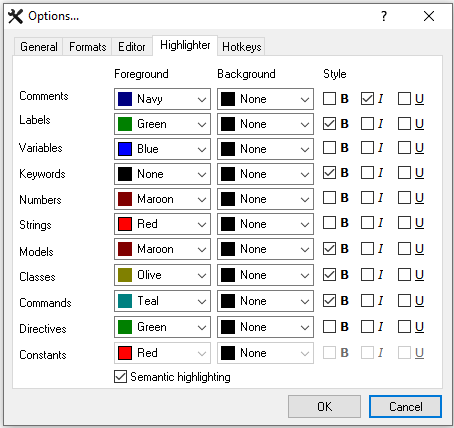 Options...
General Formats Editor Highlighter Hotkeys
Foreground Background Style
Comments Navy None B I U
Labels Green None B I U
Variables Blue None B I U
Keywords None None B I U
Numbers Maroon None B I U
Strings Red None B I U
Models Maroon None B I U
Classes Olive None B I U
Commands Teal None B I U
Directives Green None B I U
Constants Red None B I U
Semantic highlighting
OK Cancel